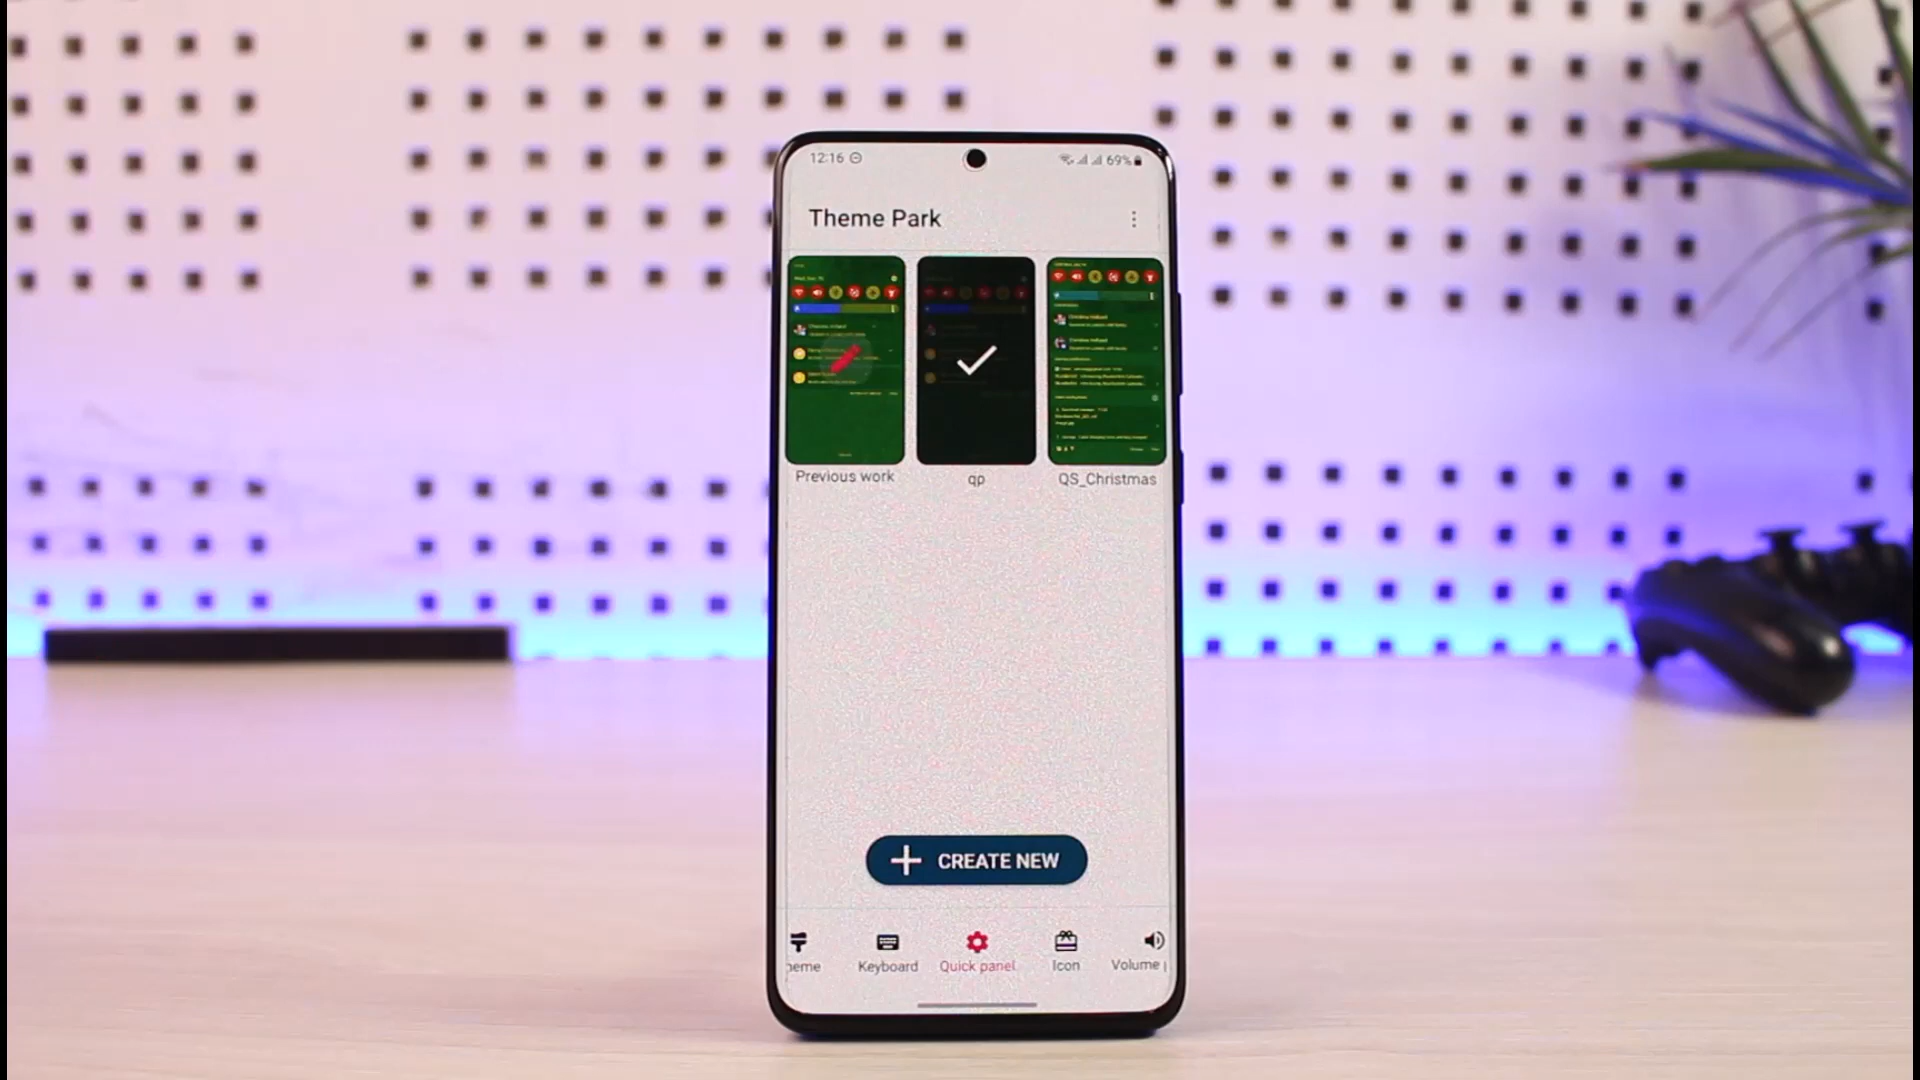 12:16
69%
Theme Park
Previous work
qp
QS_Christmas
CREATE NEW
heme
Keyboard
Quick panel
Icon
Volume